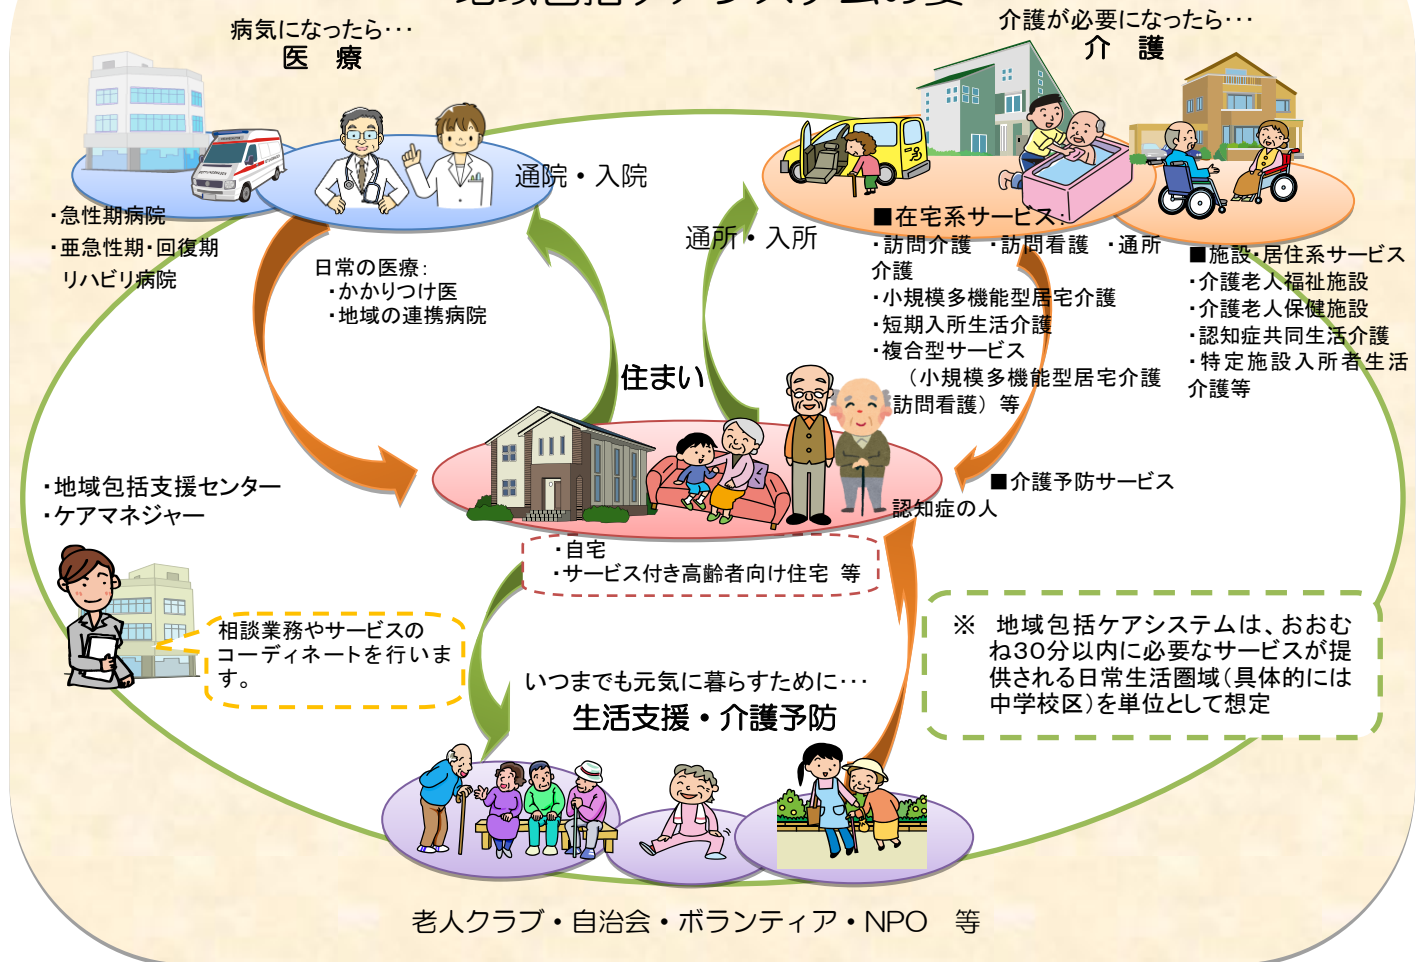 地域包括ケアシステムの姿
病気になったら…
医 療
介護が必要になったら…
介 護
通院・入院
・急性期病院
・亜急性期・回復期
リハビリ病院
日常の医療：
・かかりつけ医
・地域の連携病院
通所・入所
■在宅系サービス：
・訪問介護 ・訪問看護 ・通所
介護
・小規模多機能型居宅介護
・短期入所生活介護
・複合型サービス
（小規模多機能型居宅介護
訪問看護）等
■施設・居住系サービス
・介護老人福祉施設
・介護老人保健施設
・認知症共同生活介護
・特定施設入所者生活
介護等
住まい
■介護予防サービス
認知症の人
・自宅
・サービス付き高齢者向け住宅 等
・地域包括支援センター
・ケアマネジャー
相談業務やサービスの
コーディネートを行いま
す。
いつまでも元気に暮らすために…
生活支援・介護予防
※ 地域包括ケアシステムは、おおむ
ね３０分以内に必要なサービスが提
供される日常生活圏域（具体的には
中学校区）を単位として想定
老人クラブ・自治会・ボランティア・NPO 等